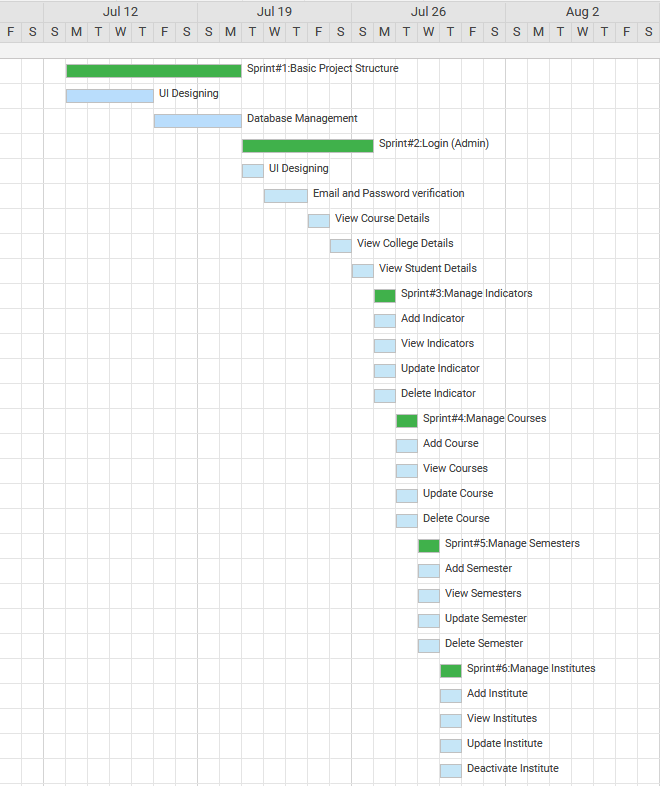 Jul 12 Jul 19 Jul 26 Aug 2
F S S M T W T F S S M T W T F S S M T W T F S S M T W T F S
Sprint#1:Basic Project Structure
UI Designing
Database Management
Sprint#2:Login (Admin)
UI Designing
Email and Password verification
View Course Details
View College Details
View Student Details
Sprint#3:Manage Indicators
Add Indicator
View Indicators
Update Indicator
Delete Indicator
Sprint#4:Manage Courses
Add Course
View Courses
Update Course
Delete Course
Sprint#5:Manage Semesters
Add Semester
View Semesters
Update Semester
Delete Semester
Sprint#6:Manage Institutes
Add Institute
View Institutes
Update Institute
Deactivate Institute